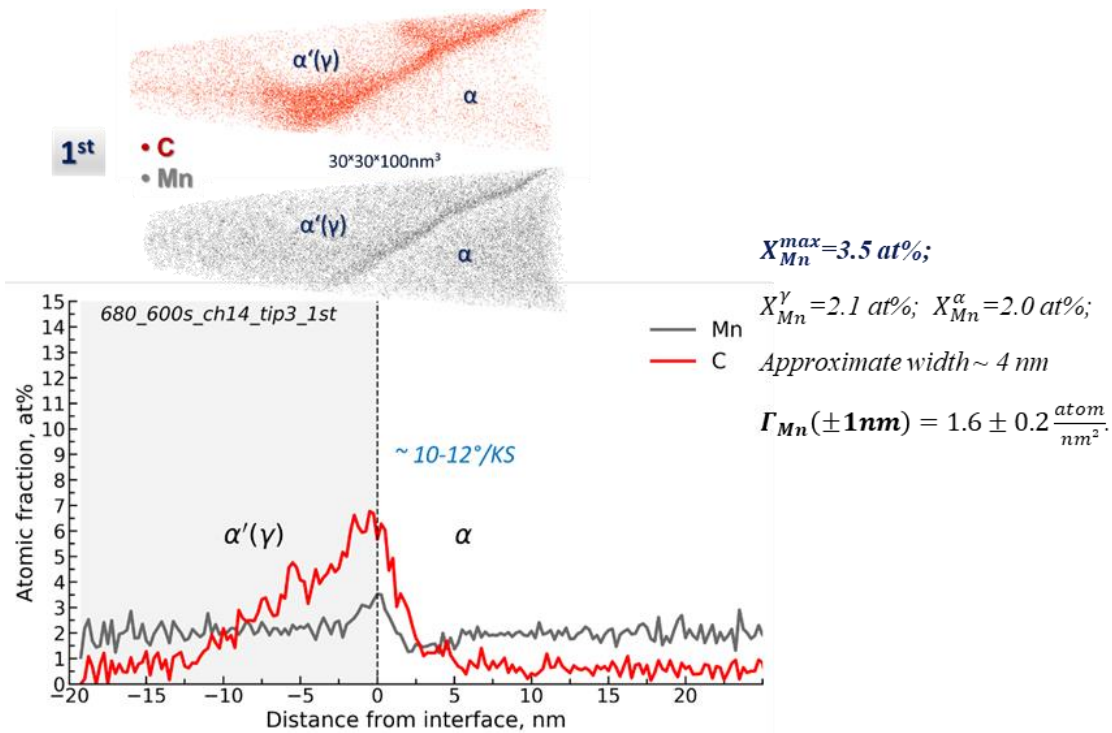 α'(γ)
α
1st
• C
• Mn
30×30×100nm³
α'(γ)
α
X_Mn^max=3.5 at%;
X_Mn^γ=2.1 at%; X_Mn^α=2.0 at%;
Approximate width ~ 4 nm
Γ_Mn(±1nm) = 1.6 ± 0.2 atom/nm².
680_600s_ch14_tip3_1st
Mn
C
~ 10-12°/KS
α'(γ)
α
Atomic fraction, at%
15
14
13
12
11
10
9
8
7
6
5
4
3
2
1
0
−20 −15 −10 −5 0 5 10 15 20
Distance from interface, nm